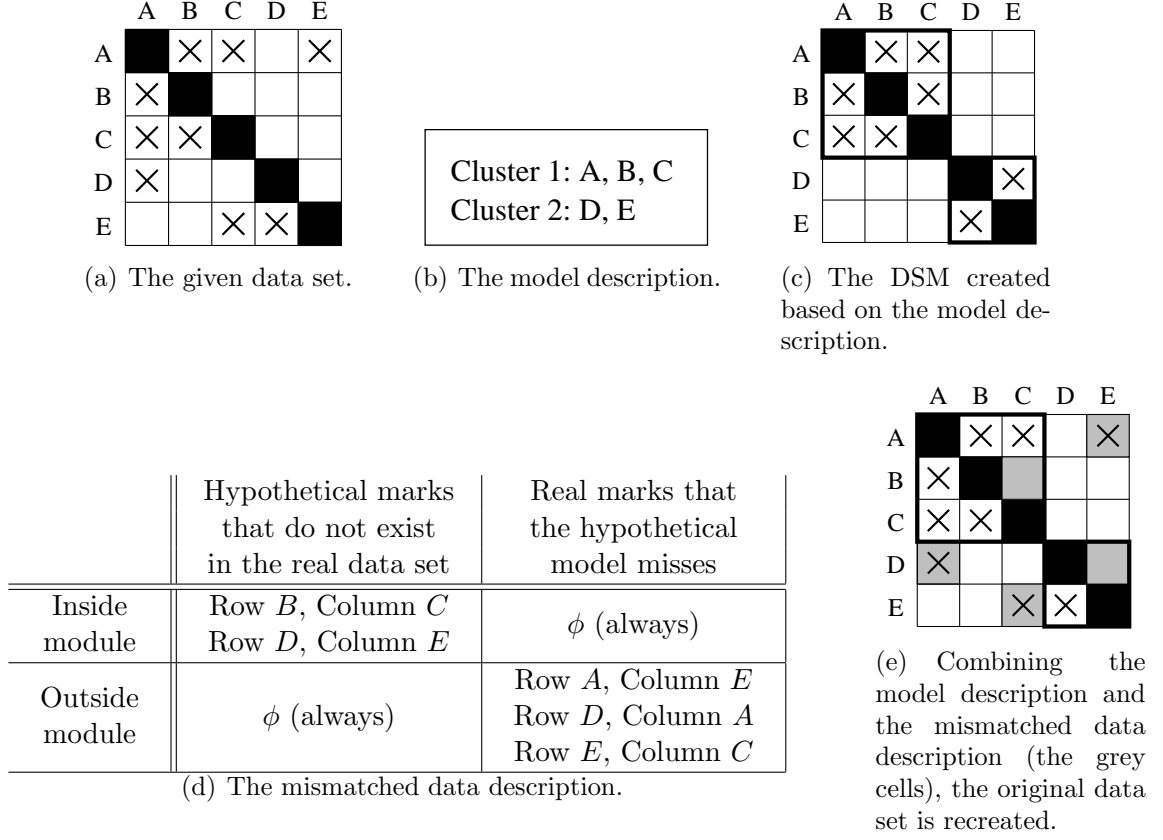 A B C D E
A
B
C
D
E
(a) The given data set.
Cluster 1: A, B, C
Cluster 2: D, E
(b) The model description.
A B C D E
A
B
C
D
E
(c) The DSM created
based on the model de-
scription.
Hypothetical marks
that do not exist
in the real data set
Real marks that
the hypothetical
model misses
Inside
module
Row B, Column C
Row D, Column E
ϕ (always)
Outside
module
ϕ (always)
Row A, Column E
Row D, Column A
Row E, Column C
(d) The mismatched data description.
A B C D E
A
B
C
D
E
(e) Combining the
model description and
the mismatched data
description (the grey
cells), the original data
set is recreated.